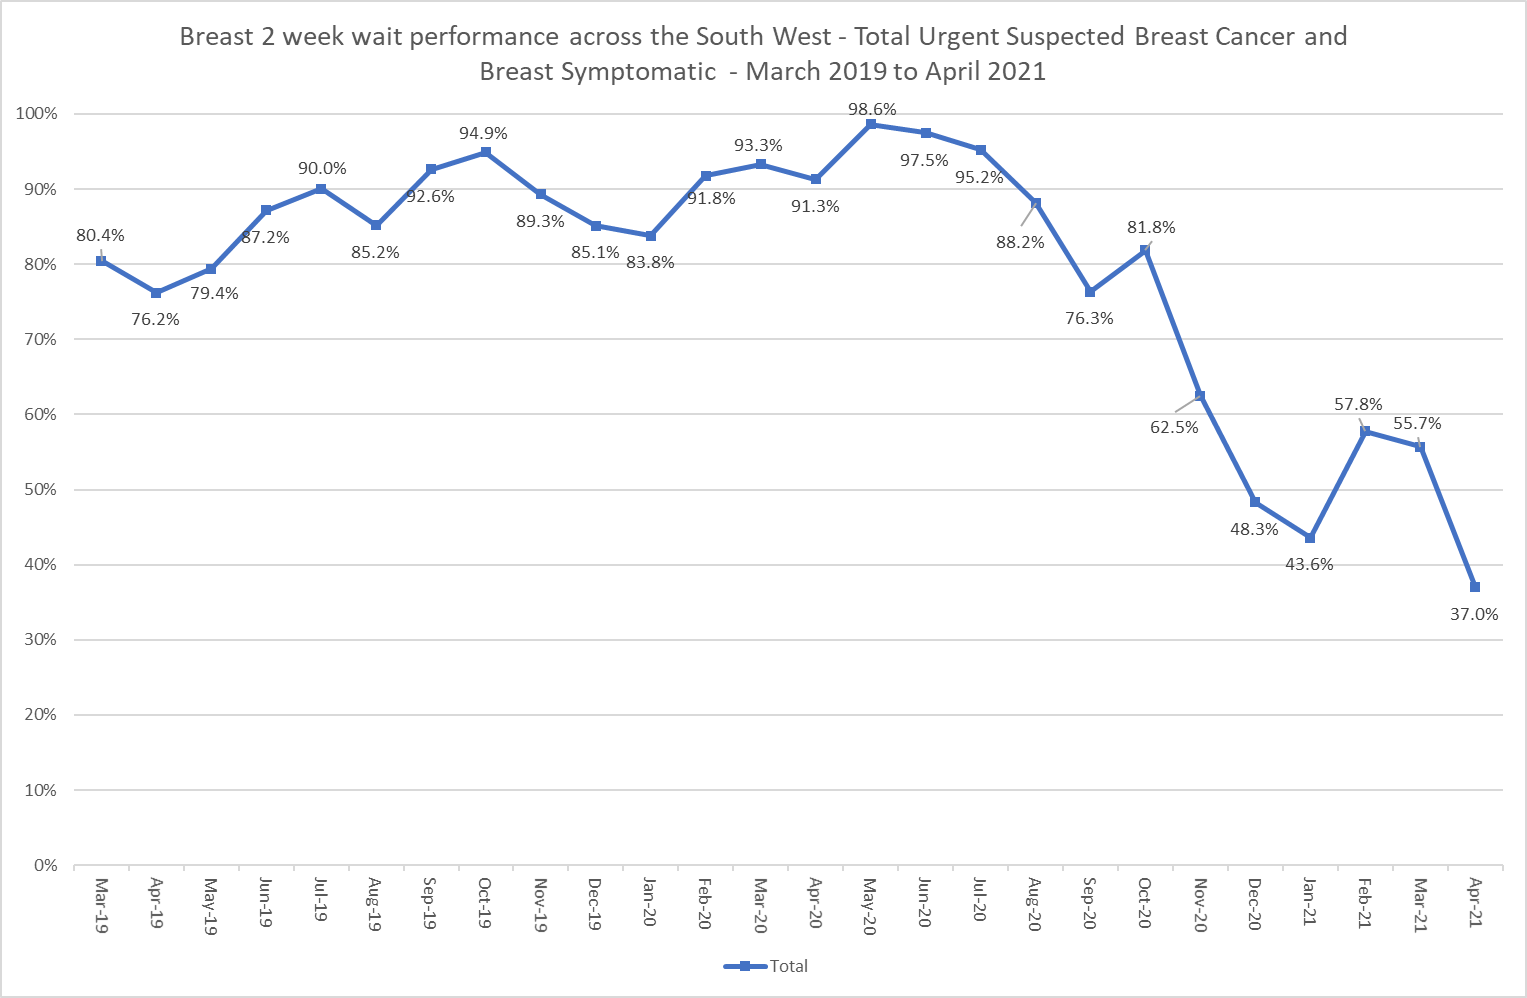 Breast 2 week wait performance across the South West - Total Urgent Suspected Breast Cancer and
Breast Symptomatic  - March 2019 to April 2021
100%
90%
80%
70%
60%
50%
40%
30%
20%
10%
0%
80.4%
76.2%
79.4%
87.2%
90.0%
85.2%
92.6%
94.9%
89.3%
85.1%
83.8%
91.8%
93.3%
91.3%
98.6%
97.5%
95.2%
88.2%
76.3%
81.8%
62.5%
48.3%
43.6%
57.8%
55.7%
37.0%
Mar-19
Apr-19
May-19
Jun-19
Jul-19
Aug-19
Sep-19
Oct-19
Nov-19
Dec-19
Jan-20
Feb-20
Mar-20
Apr-20
May-20
Jun-20
Jul-20
Aug-20
Sep-20
Oct-20
Nov-20
Dec-20
Jan-21
Feb-21
Mar-21
Apr-21
Total